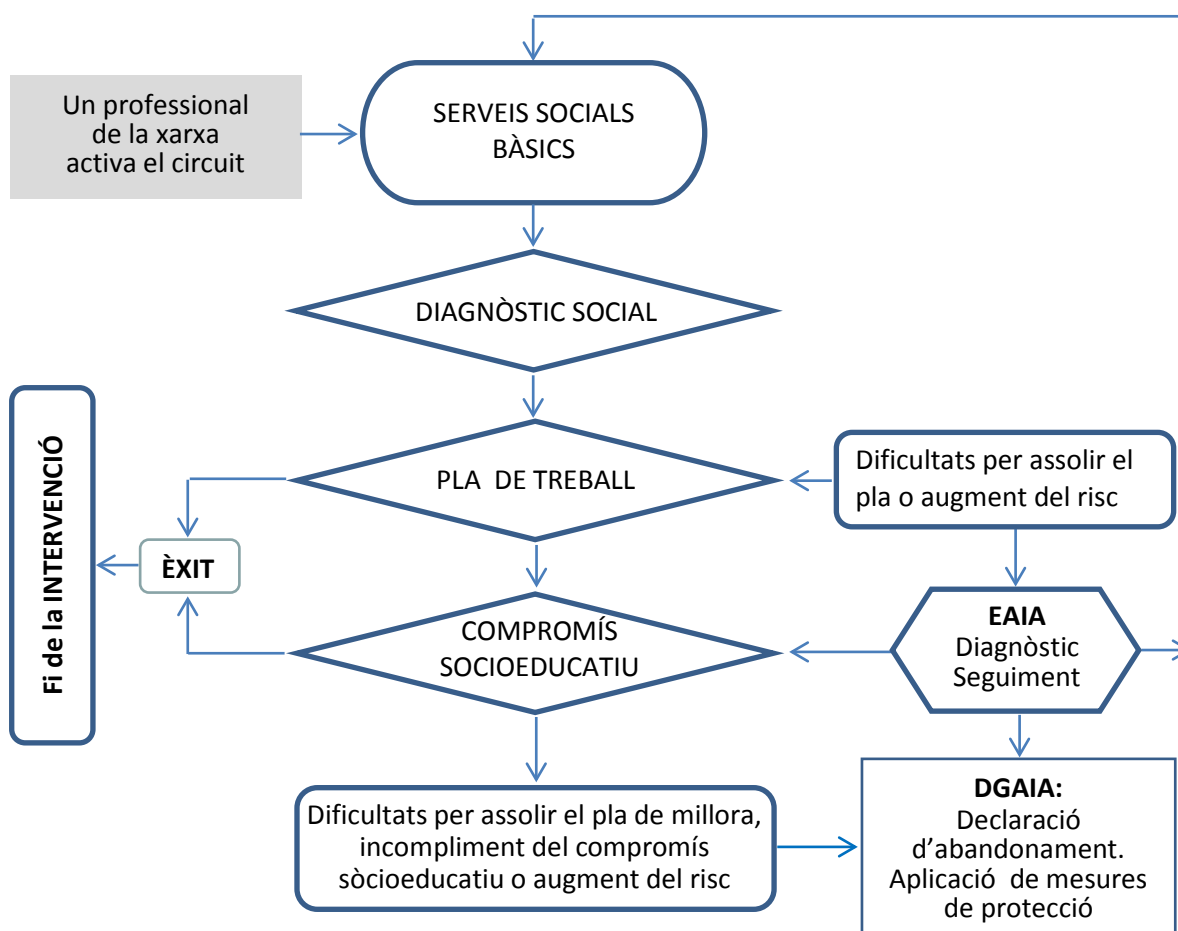 Un professional
de la xarxa
activa el circuit
SERVEIS SOCIALS
BÀSICS
DIAGNÒSTIC SOCIAL
Fi de la INTERVENCIÓ
ÈXIT
PLA  DE TREBALL
Dificultats per assolir el
pla o augment del risc
COMPROMÍS
SOCIOEDUCATIU
EAIA
Diagnòstic
Seguiment
Dificultats per assolir el pla de millora,
incompliment del compromís
sòcioeducatiu o augment del risc
DGAIA:
Declaració
d’abandonament.
Aplicació  de mesures
de protecció